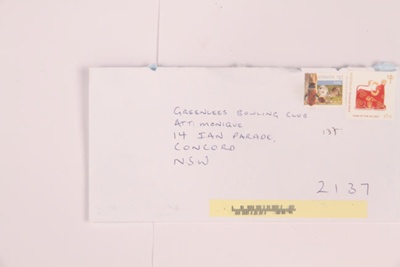 GREENLEES BOWLING CLUB
ATT. MONIQUE
14 IAN PARADE,
CONCORD
NSW
2137